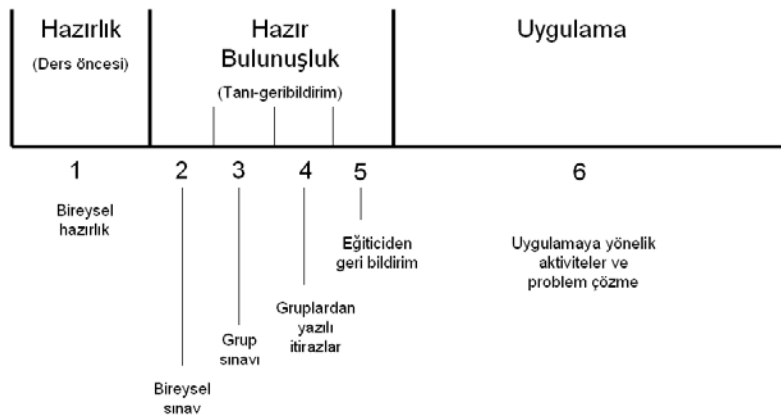 Hazırlık
(Ders öncesi)
Hazır
Bulunuşluk
(Tanı-geribildirim)
Uygulama
1
2
3
4
5
6
Bireysel
hazırlık
Bireysel
sınav
Grup
sınavı
Gruplardan
yazılı
itirazlar
Eğiticiden
geri bildirim
Uygulamaya yönelik
aktiviteler ve
problem çözme